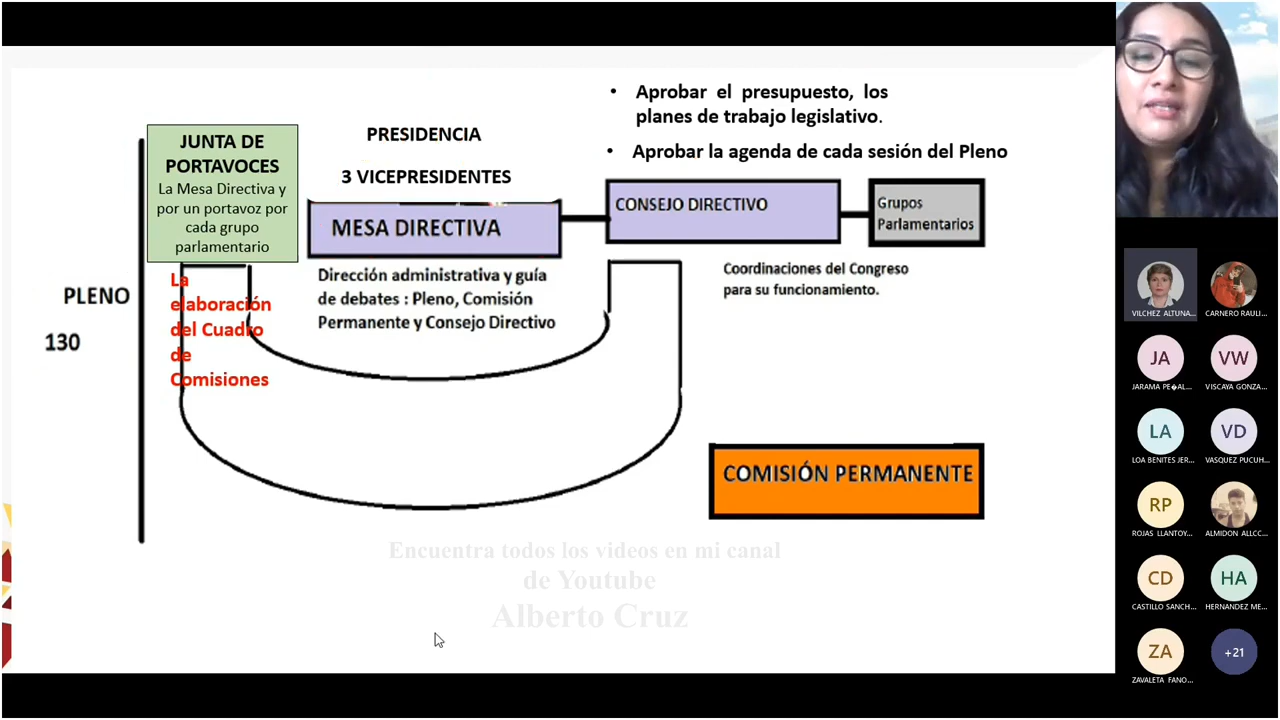 JUNTA DE
PORTAVOCES
La Mesa Directiva y
por un portavoz por
cada grupo
parlamentario
La
elaboración
del Cuadro
de
Comisiones
PLENO
130
PRESIDENCIA
3 VICEPRESIDENTES
MESA DIRECTIVA
Dirección administrativa y guía
de debates : Pleno, Comisión
Permanente y Consejo Directivo
• Aprobar el presupuesto, los
planes de trabajo legislativo.
• Aprobar la agenda de cada sesión del Pleno
CONSEJO DIRECTIVO
Grupos
Parlamentarios
Coordinaciones del Congreso
para su funcionamiento.
COMISIÓN PERMANENTE
Encuentra todos los videos en mi canal
de Youtube
Alberto Cruz
VILCHEZ ALTUNA...
CARNERO RAULI...
JA
JARAMA PE�AL...
VW
VISCAYA GONZA...
LA
LOA BENITES JER...
VD
VASQUEZ PUCUH...
RP
ROJAS LLANTOY...
ALMIDON ALLCC...
CD
CASTILLO SANCH...
HA
HERNANDEZ ME...
ZA
ZAVALETA FANO...
+21